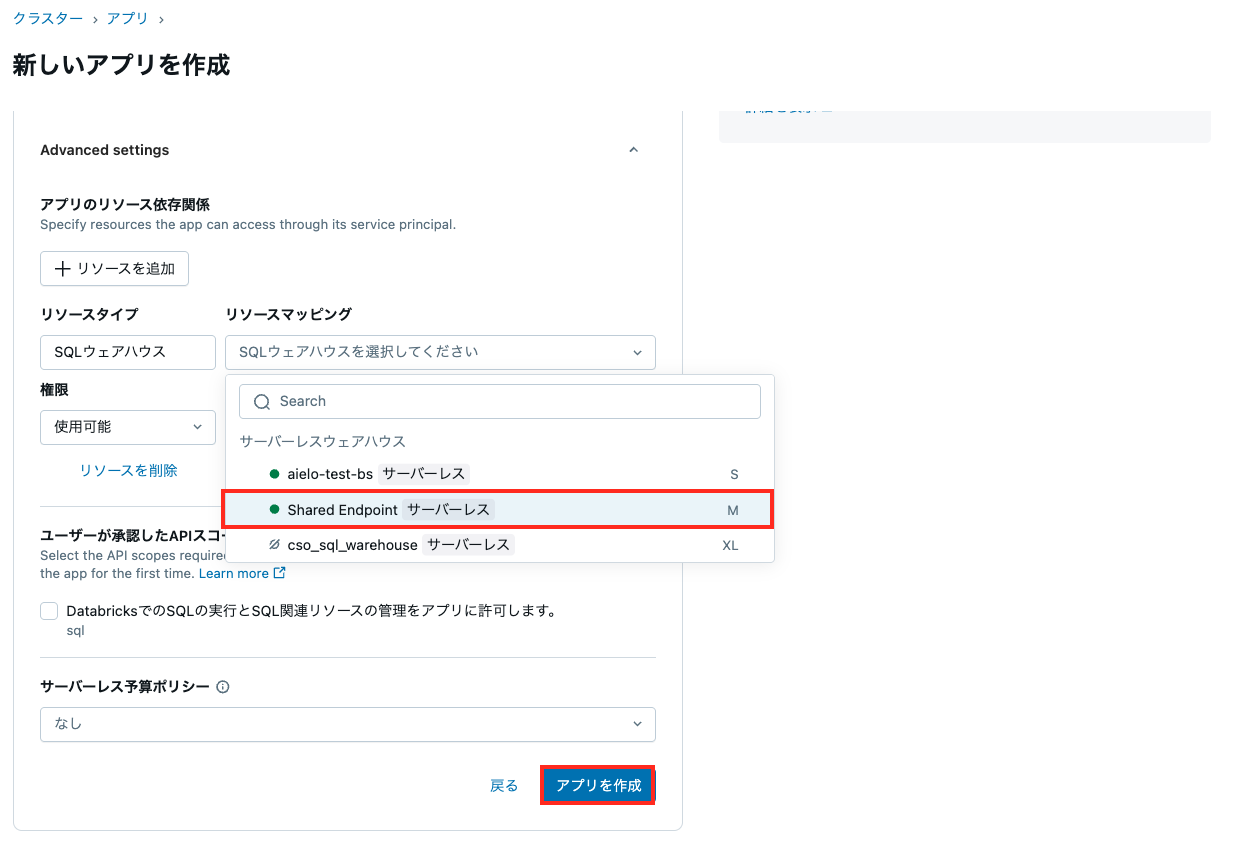 クラスター › アプリ ›
新しいアプリを作成
Advanced settings
アプリのリソース依存関係
Specify resources the app can access through its service principal.
リソースを追加
リソースタイプ リソースマッピング
SQLウェアハウス SQLウェアハウスを選択してください
権限
使用可能
リソースを削除
Search
サーバーレスウェアハウス
aielo-test-bs サーバーレス S
Shared Endpoint サーバーレス M
cso_sql_warehouse サーバーレス XL
ユーザーが承認したAPIスコー
Select the API scopes require
the app for the first time. Learn more
DatabricksでのSQLの実行とSQL関連リソースの管理をアプリに許可します。
sql
サーバーレス予算ポリシー
なし
戻る アプリを作成